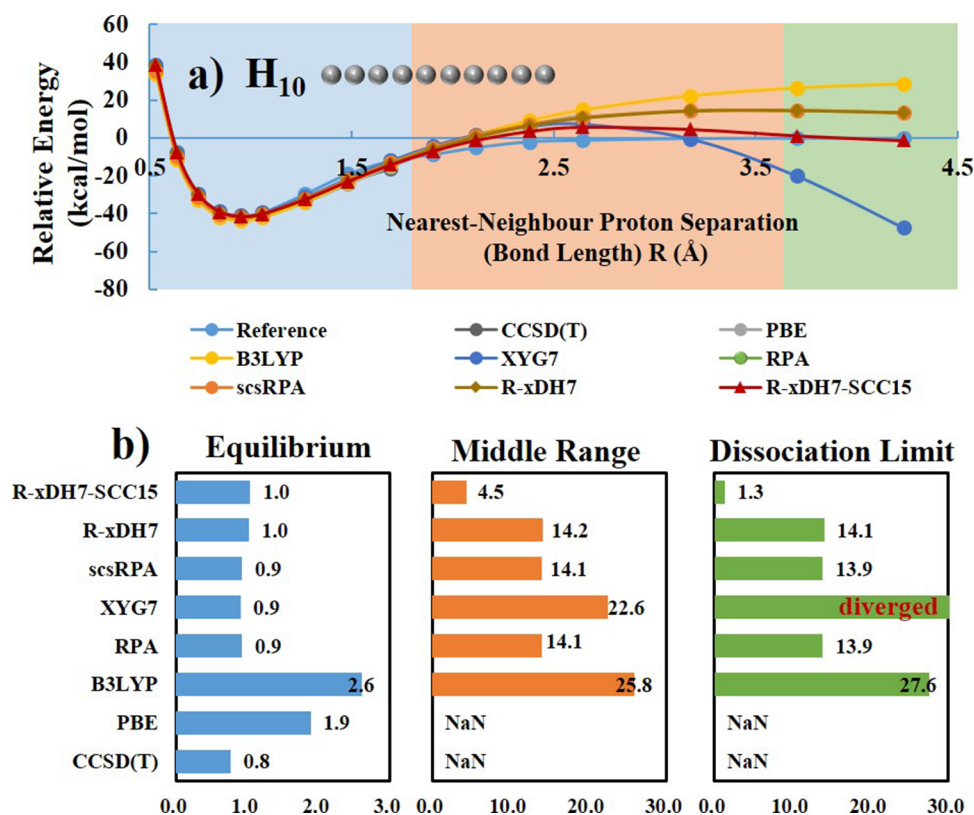 60
40
20
0
-20
-40
-60
-80
Relative Energy
(kcal/mol)
a) H10
0.5 1.5 2.5 3.5 4.5
Nearest-Neighbour Proton Separation
(Bond Length) R (Å)
Reference CCSD(T) PBE
B3LYP XYG7 RPA
scsRPA R-xDH7 R-xDH7-SCC15
b) Equilibrium Middle Range Dissociation Limit
R-xDH7-SCC15 1.0 4.5 1.3
R-xDH7 1.0 14.2 14.1
scsRPA 0.9 14.1 13.9
XYG7 0.9 22.6 diverged
RPA 0.9 14.1 13.9
B3LYP 2.6 25.8 27.6
PBE 1.9 NaN NaN
CCSD(T) 0.8 NaN NaN
0.0 1.0 2.0 3.0 0.0 10.0 20.0 30.0 0.0 10.0 20.0 30.0